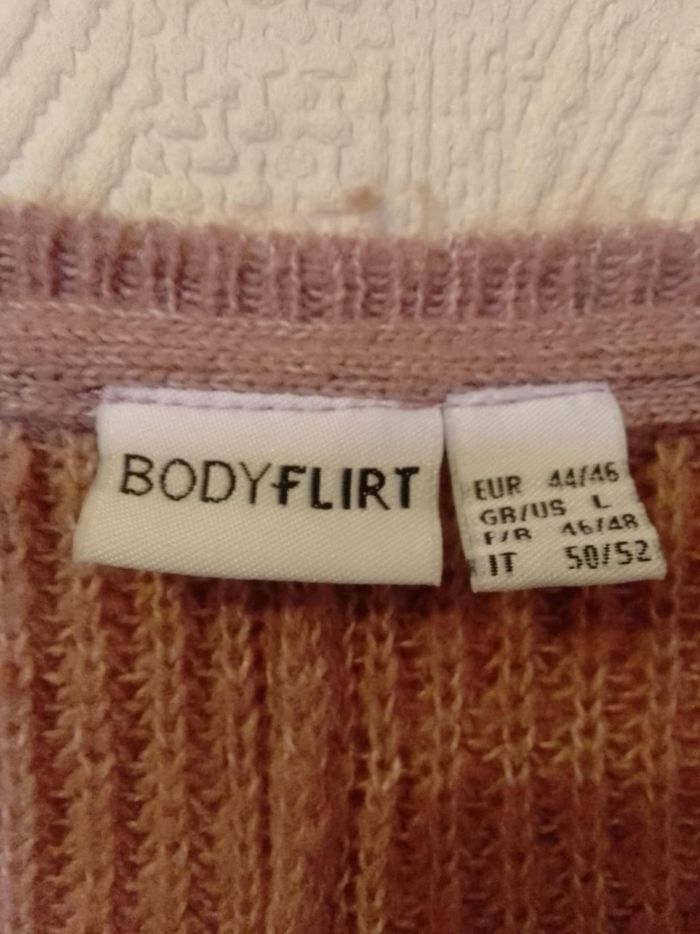 BODYFLIRT
EUR 44/46
GB/US L
F/B 46/48
IT 50/52